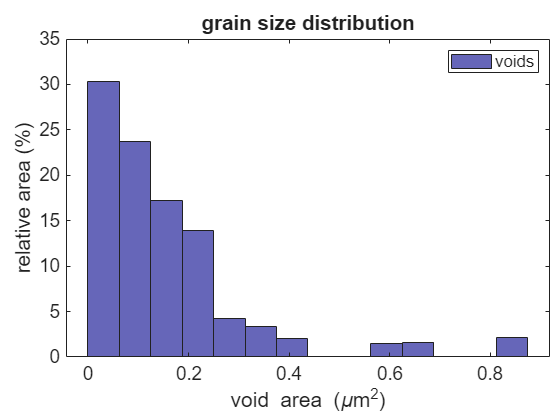 grain size distribution
35
30
25
20
15
10
5
0
relative area (%)
voids
0 0.2 0.4 0.6 0.8
void area (μm²)